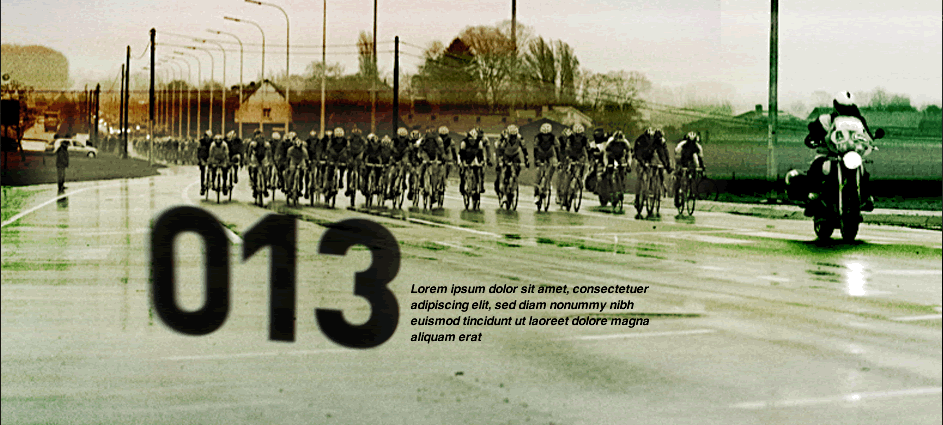 013
Lorem ipsum dolor sit amet, consectetuer
adipiscing elit, sed diam nonummy nibh
euismod tincidunt ut laoreet dolore magna
aliquam erat